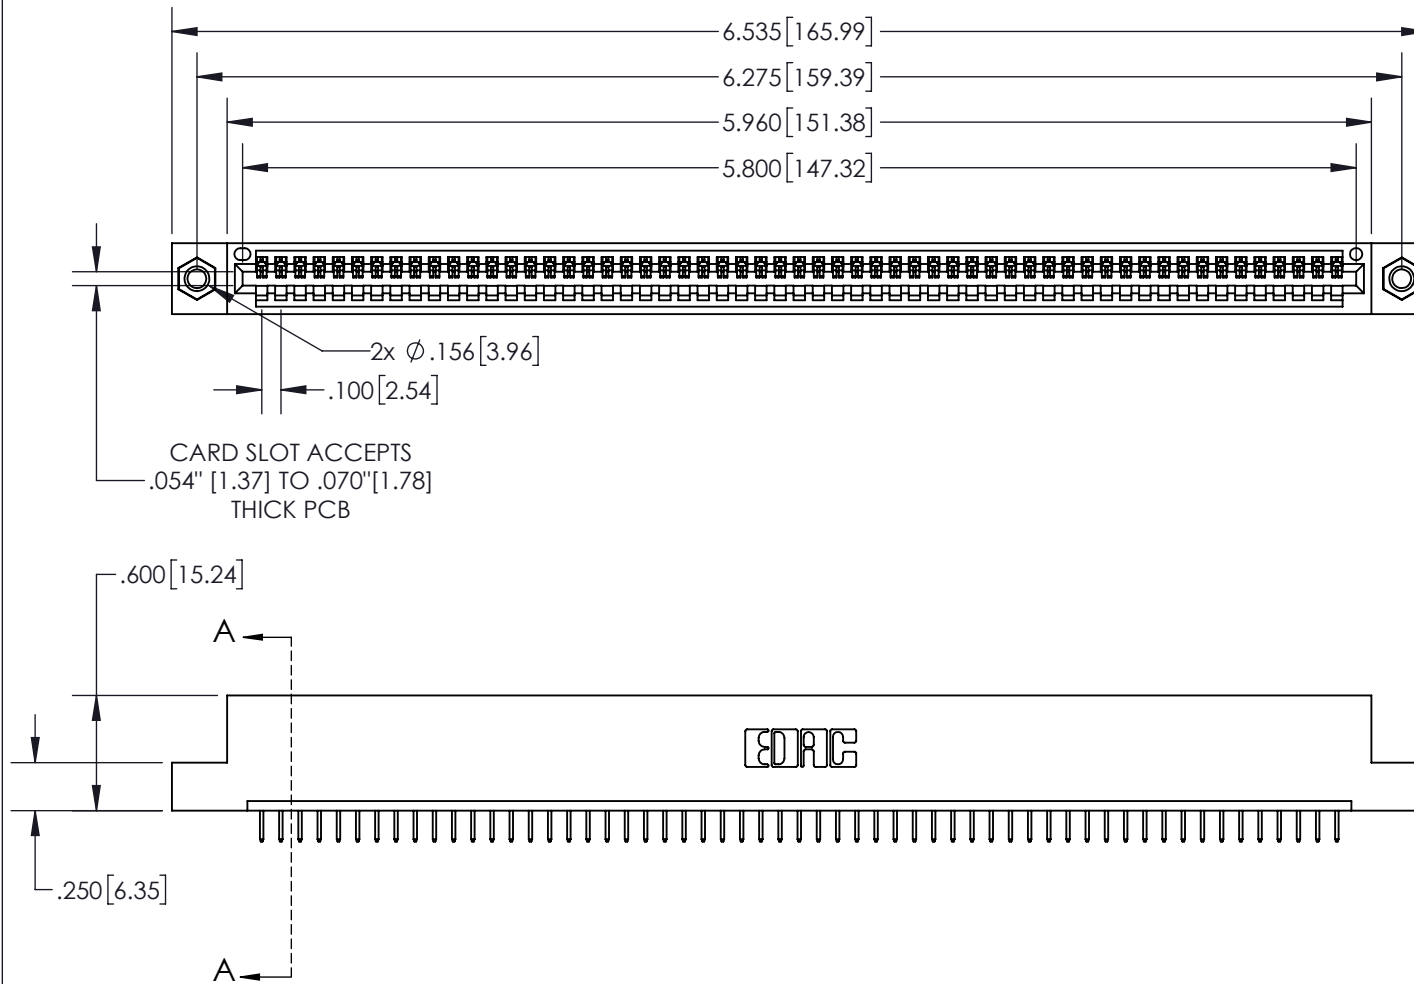 6.535[165.99]
6.275[159.39]
5.960[151.38]
5.800[147.32]
2x Ø.156[3.96]
.100[2.54]
CARD SLOT ACCEPTS
.054" [1.37] TO .070"[1.78]
THICK PCB
.600[15.24]
A
EDAC
.250[6.35]
A